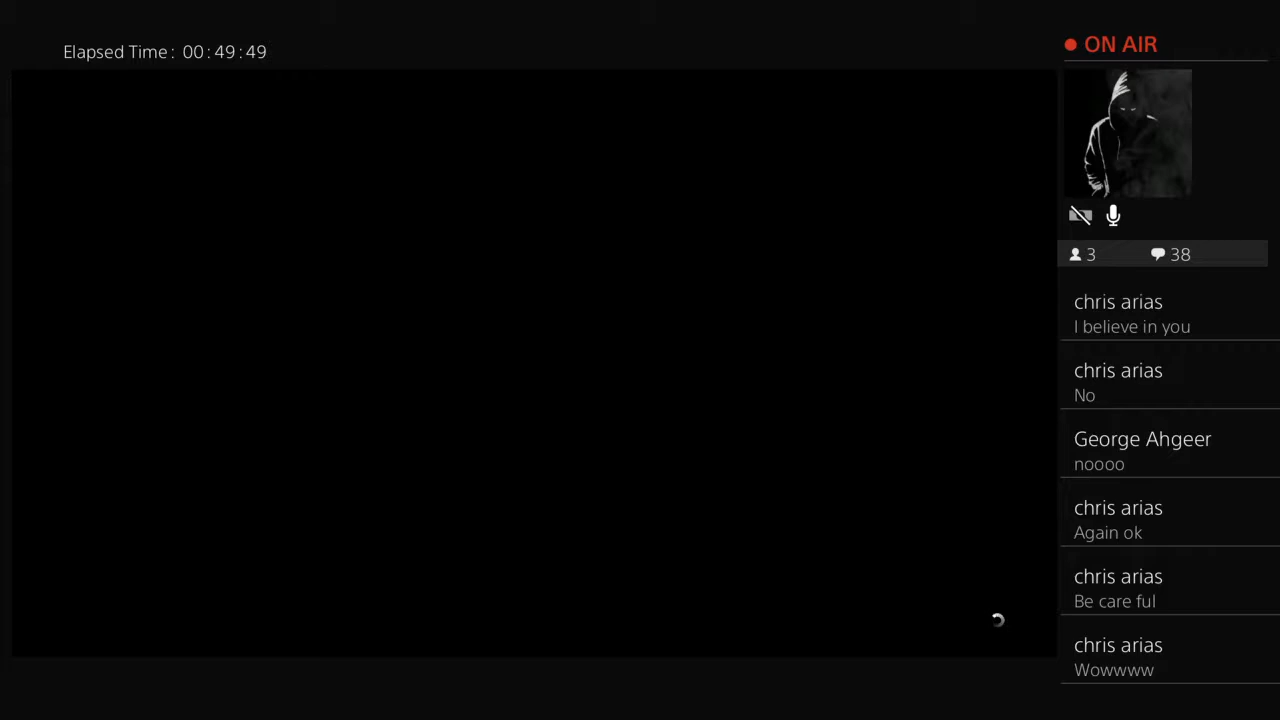 Elapsed Time: 00:49:49
ON AIR
3 38
chris arias
I believe in you
chris arias
No
George Ahgeer
noooo
chris arias
Again ok
chris arias
Be care ful
chris arias
Wowwww